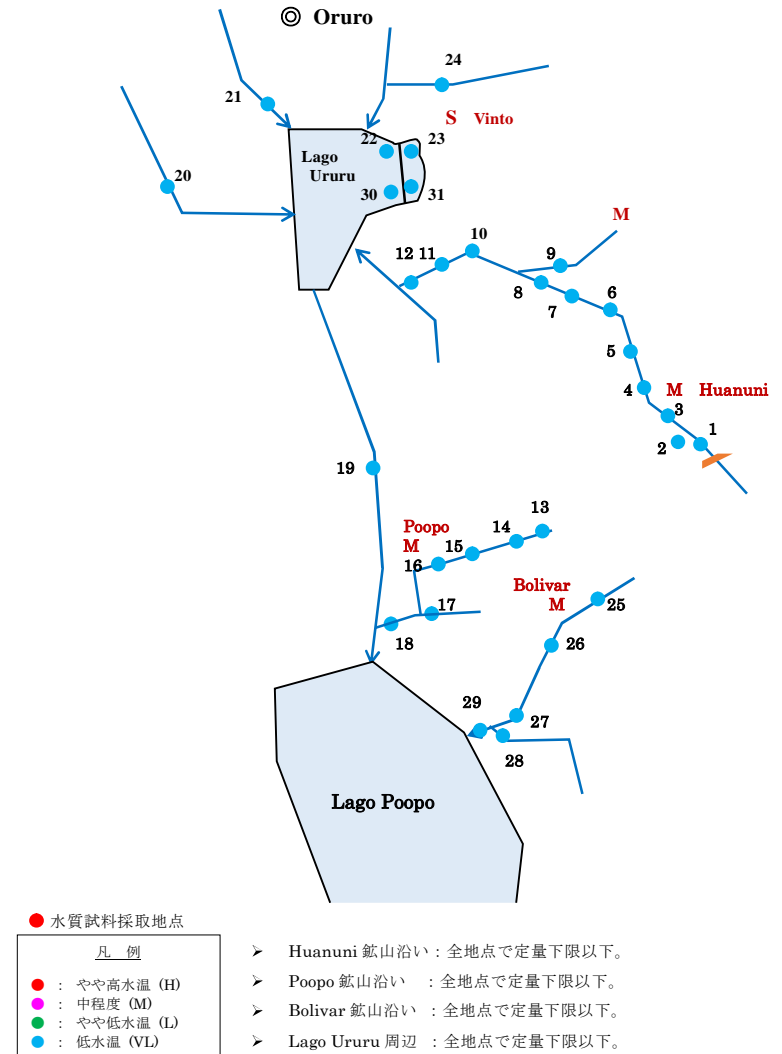 ◎ Oruro
24
21
S Vinto
22
23
Lago
Ururu
20
30
31
M
10
12
11
9
8
7
6
5
4
M Huanuni
3
1
2
19
13
Poopo
M
14
15
16
Bolivar
M
25
17
18
26
29
27
28
Lago Poopo
水質試料採取地点
凡 例
： やや高水温 (H)
： 中程度 (M)
： やや低水温 (L)
： 低水温 (VL)
➢ Huanuni 鉱山沿い：全地点で定量下限以下。
➢ Poopo 鉱山沿い ：全地点で定量下限以下。
➢ Bolivar 鉱山沿い：全地点で定量下限以下。
➢ Lago Ururu 周辺 ：全地点で定量下限以下。